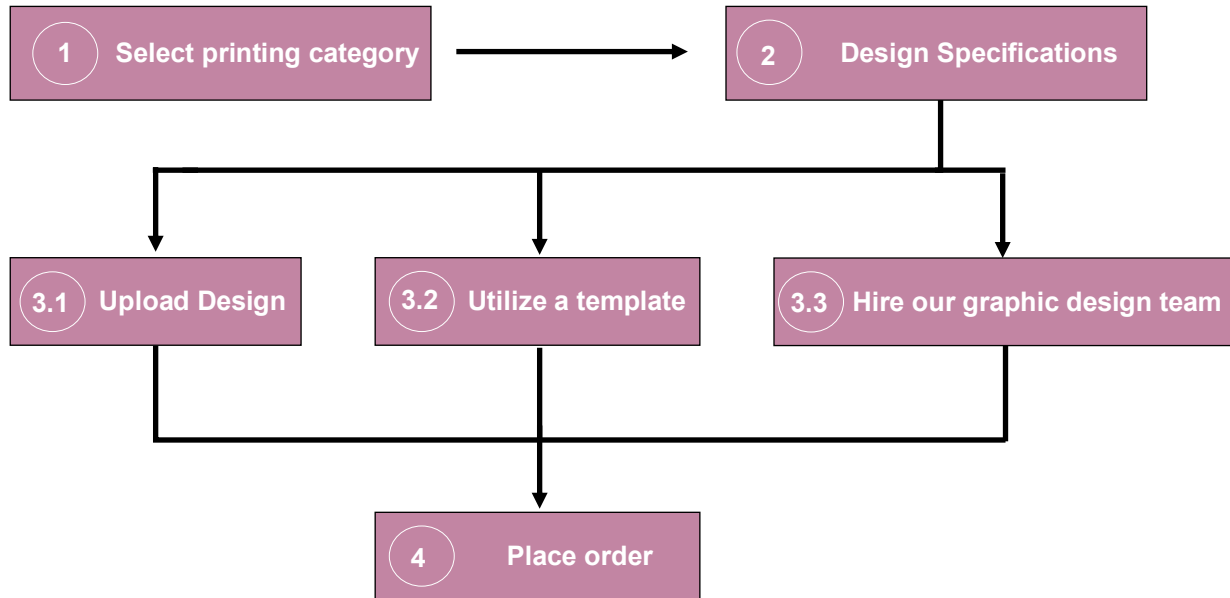 1 Select printing category
2 Design Specifications
3.1 Upload Design
3.2 Utilize a template
3.3 Hire our graphic design team
4 Place order